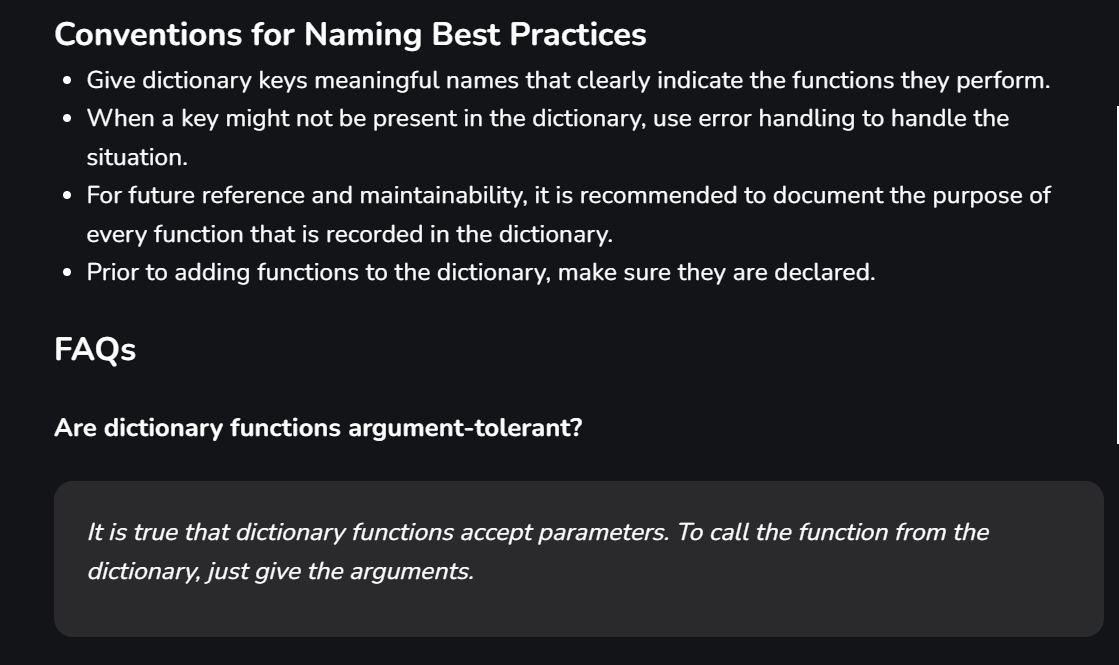 Conventions for Naming Best Practices
• Give dictionary keys meaningful names that clearly indicate the functions they perform.
• When a key might not be present in the dictionary, use error handling to handle the
situation.
• For future reference and maintainability, it is recommended to document the purpose of
every function that is recorded in the dictionary.
• Prior to adding functions to the dictionary, make sure they are declared.
FAQs
Are dictionary functions argument-tolerant?
It is true that dictionary functions accept parameters. To call the function from the
dictionary, just give the arguments.